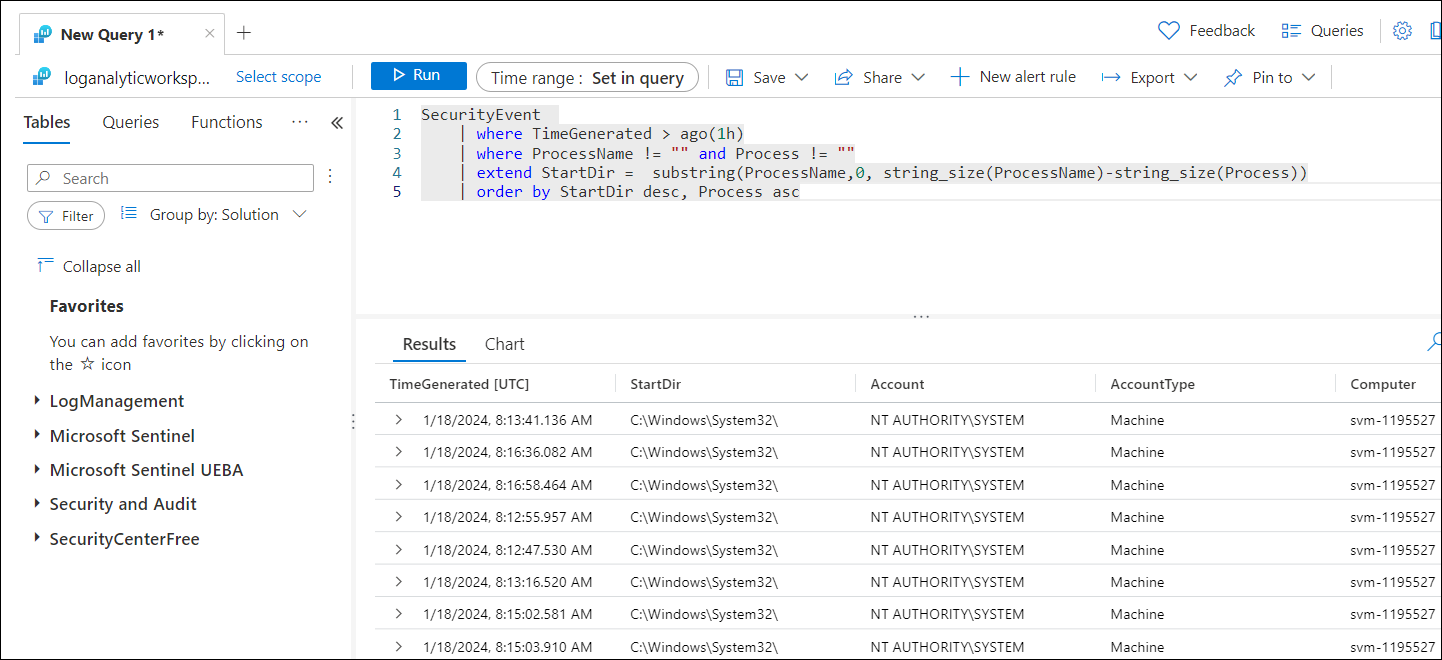 New Query 1*
Feedback Queries
loganalyticworksp... Select scope Run Time range : Set in query Save Share New alert rule Export Pin to
Tables Queries Functions ...
Search
Filter Group by: Solution
Collapse all
Favorites
You can add favorites by clicking on
the ☆ icon
LogManagement
Microsoft Sentinel
Microsoft Sentinel UEBA
Security and Audit
SecurityCenterFree
1 SecurityEvent
2 | where TimeGenerated > ago(1h)
3 | where ProcessName != "" and Process != ""
4 | extend StartDir =  substring(ProcessName,0, string_size(ProcessName)-string_size(Process))
5 | order by StartDir desc, Process asc
Results Chart
TimeGenerated [UTC] StartDir Account AccountType Computer
1/18/2024, 8:13:41.136 AM C:\Windows\System32\ NT AUTHORITY\SYSTEM Machine svm-1195527
1/18/2024, 8:16:36.082 AM C:\Windows\System32\ NT AUTHORITY\SYSTEM Machine svm-1195527
1/18/2024, 8:16:58.464 AM C:\Windows\System32\ NT AUTHORITY\SYSTEM Machine svm-1195527
1/18/2024, 8:12:55.957 AM C:\Windows\System32\ NT AUTHORITY\SYSTEM Machine svm-1195527
1/18/2024, 8:12:47.530 AM C:\Windows\System32\ NT AUTHORITY\SYSTEM Machine svm-1195527
1/18/2024, 8:13:16.520 AM C:\Windows\System32\ NT AUTHORITY\SYSTEM Machine svm-1195527
1/18/2024, 8:15:02.581 AM C:\Windows\System32\ NT AUTHORITY\SYSTEM Machine svm-1195527
1/18/2024, 8:15:03.910 AM C:\Windows\System32\ NT AUTHORITY\SYSTEM Machine svm-1195527